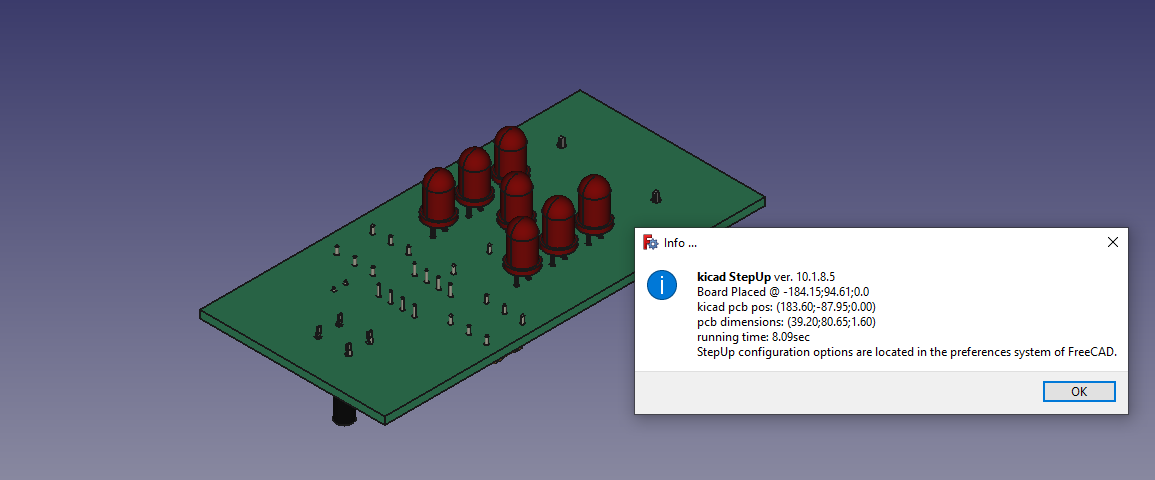 Info ...
kicad StepUp ver. 10.1.8.5
Board Placed @ -184.15;94.61;0.0
kicad pcb pos: (183.60;-87.95;0.00)
pcb dimensions: (39.20;80.65;1.60)
running time: 8.09sec
StepUp configuration options are located in the preferences system of FreeCAD.
OK